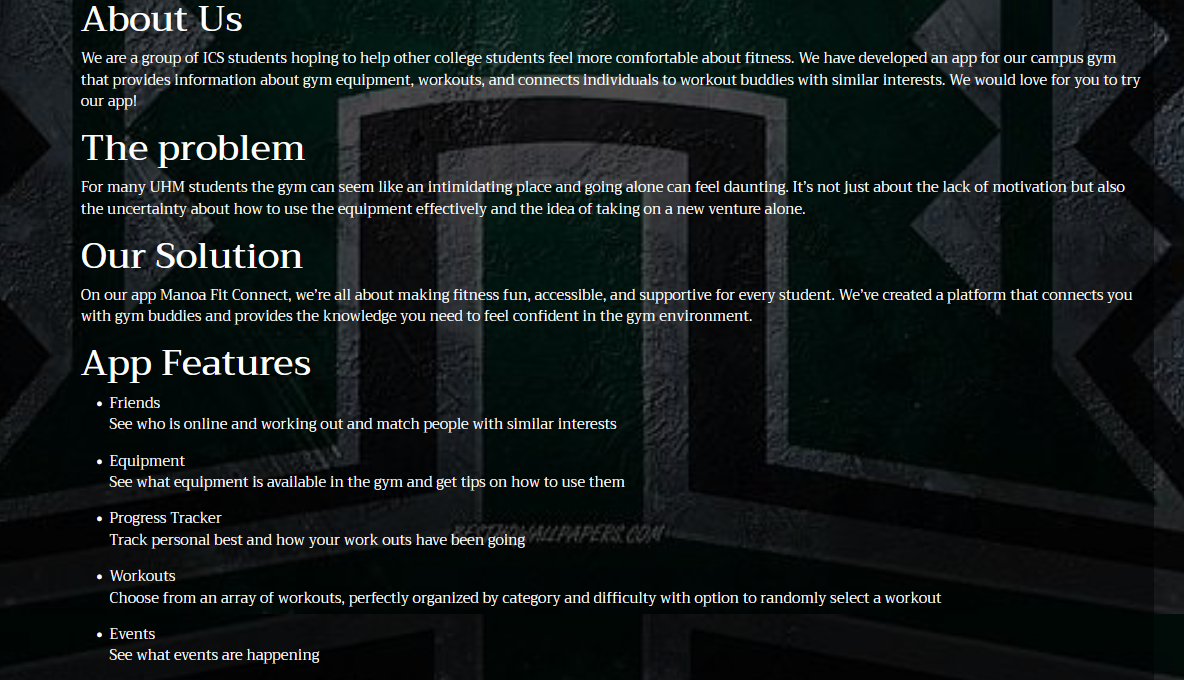 About Us
We are a group of ICS students hoping to help other college students feel more comfortable about fitness. We have developed an app for our campus gym
that provides information about gym equipment, workouts, and connects individuals to workout buddies with similar interests. We would love for you to try
our app!
The problem
For many UHM students the gym can seem like an intimidating place and going alone can feel daunting. It’s not just about the lack of motivation but also
the uncertainty about how to use the equipment effectively and the idea of taking on a new venture alone.
Our Solution
On our app Manoa Fit Connect, we’re all about making fitness fun, accessible, and supportive for every student. We’ve created a platform that connects you
with gym buddies and provides the knowledge you need to feel confident in the gym environment.
App Features
• Friends
See who is online and working out and match people with similar interests
• Equipment
See what equipment is available in the gym and get tips on how to use them
• Progress Tracker
BESTHDWALLPAPERS.COM
Track personal best and how your work outs have been going
• Workouts
Choose from an array of workouts, perfectly organized by category and difficulty with option to randomly select a workout
• Events
See what events are happening